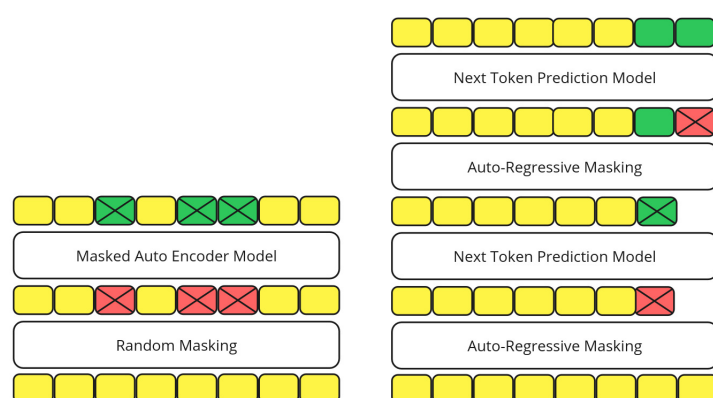 Next Token Prediction Model
Auto-Regressive Masking
Masked Auto Encoder Model
Next Token Prediction Model
Random Masking
Auto-Regressive Masking